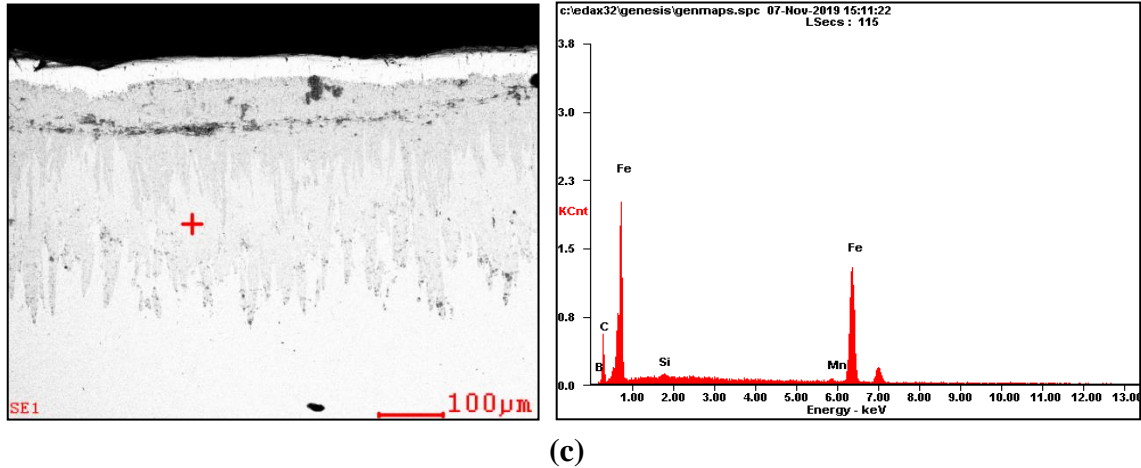 SE1
100µm
c:\edax32\genesis\genmaps.spc 07-Nov-2019 15:11:22
LSecs : 115
3.8
3.0
2.3
KCnt
1.5
0.8
0.0
Fe
Fe
C
B
Si
Mn
1.00 2.00 3.00 4.00 5.00 6.00 7.00 8.00 9.00 10.00 11.00 12.00 13.00
Energy - keV
(c)